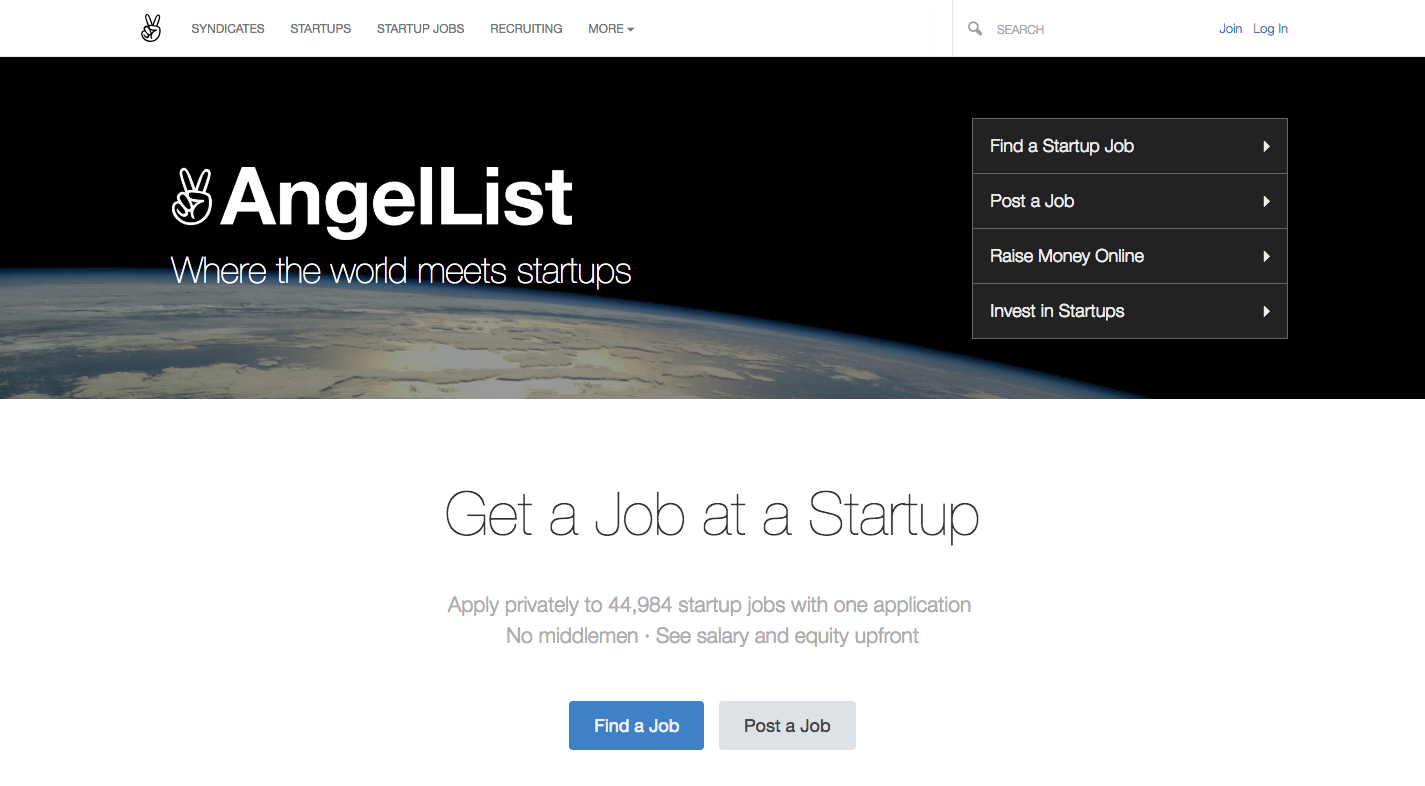 SYNDICATES STARTUPS STARTUP JOBS RECRUITING MORE SEARCH Join Log In
AngelList
Where the world meets startups
Find a Startup Job
Post a Job
Raise Money Online
Invest in Startups
Get a Job at a Startup
Apply privately to 44,984 startup jobs with one application
No middlemen · See salary and equity upfront
Find a Job Post a Job